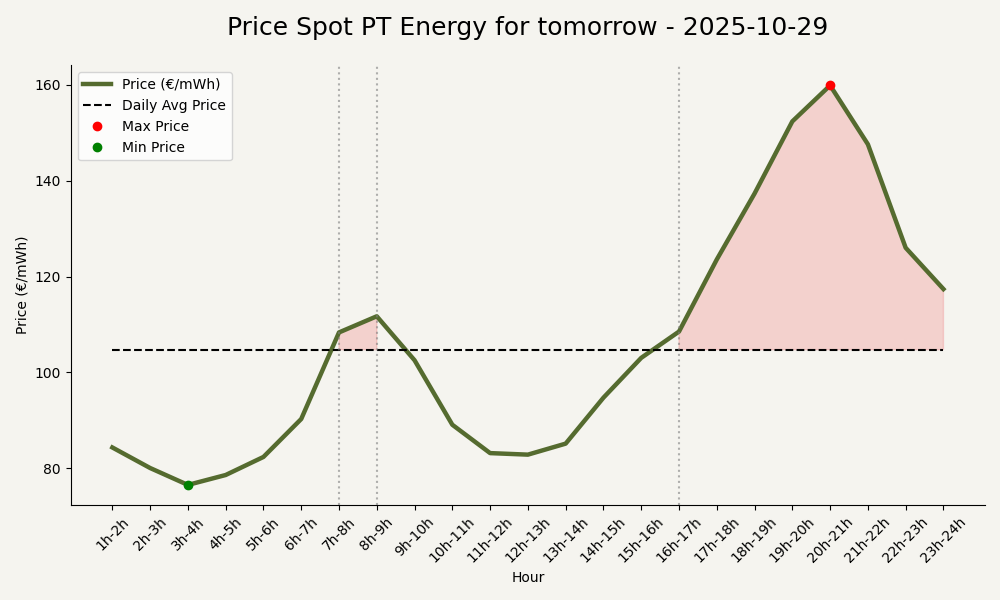 Price Spot PT Energy for tomorrow - 2025-10-29
Price (€/mWh)
Daily Avg Price
Max Price
Min Price
Price (€/mWh)
160
140
120
100
80
1h-2h
2h-3h
3h-4h
4h-5h
5h-6h
6h-7h
7h-8h
8h-9h
9h-10h
10h-11h
11h-12h
12h-13h
13h-14h
14h-15h
15h-16h
16h-17h
17h-18h
18h-19h
19h-20h
20h-21h
21h-22h
22h-23h
23h-24h
Hour